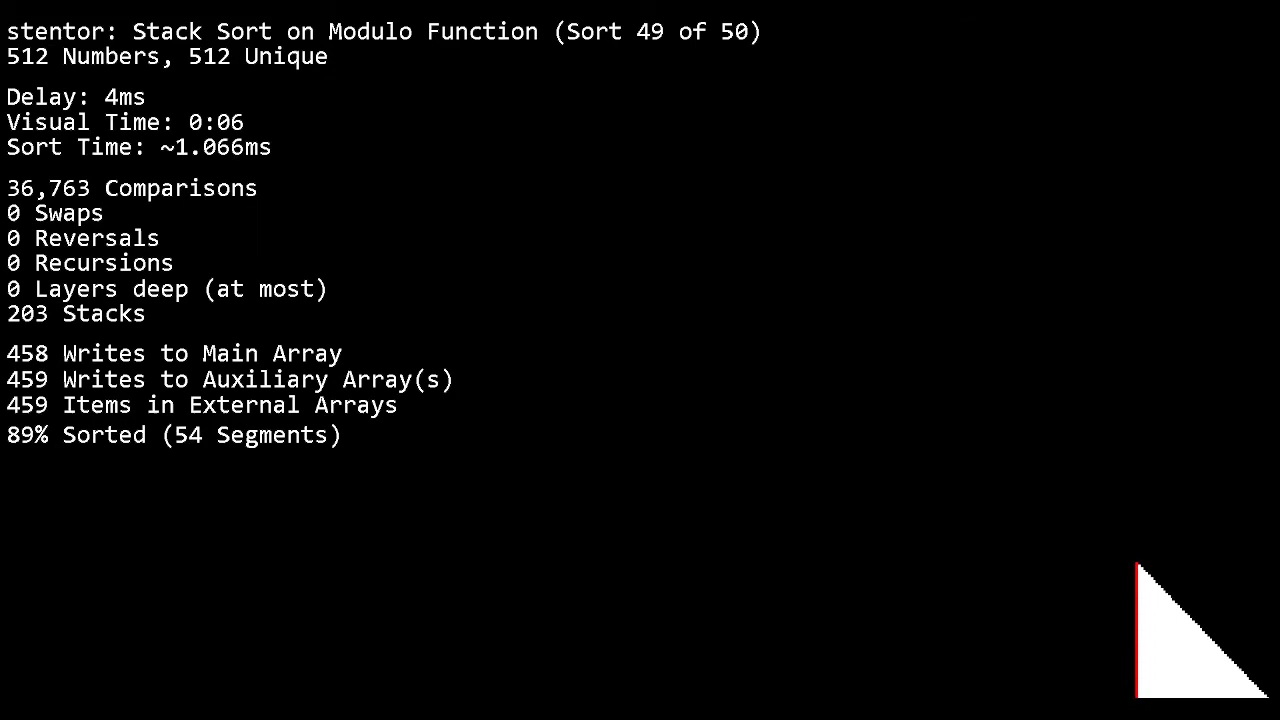 stentor: Stack Sort on Modulo Function (Sort 49 of 50)
512 Numbers, 512 Unique
Delay: 4ms
Visual Time: 0:06
Sort Time: ~1.066ms
36,763 Comparisons
0 Swaps
0 Reversals
0 Recursions
0 Layers deep (at most)
203 Stacks
458 Writes to Main Array
459 Writes to Auxiliary Array(s)
459 Items in External Arrays
89% Sorted (54 Segments)